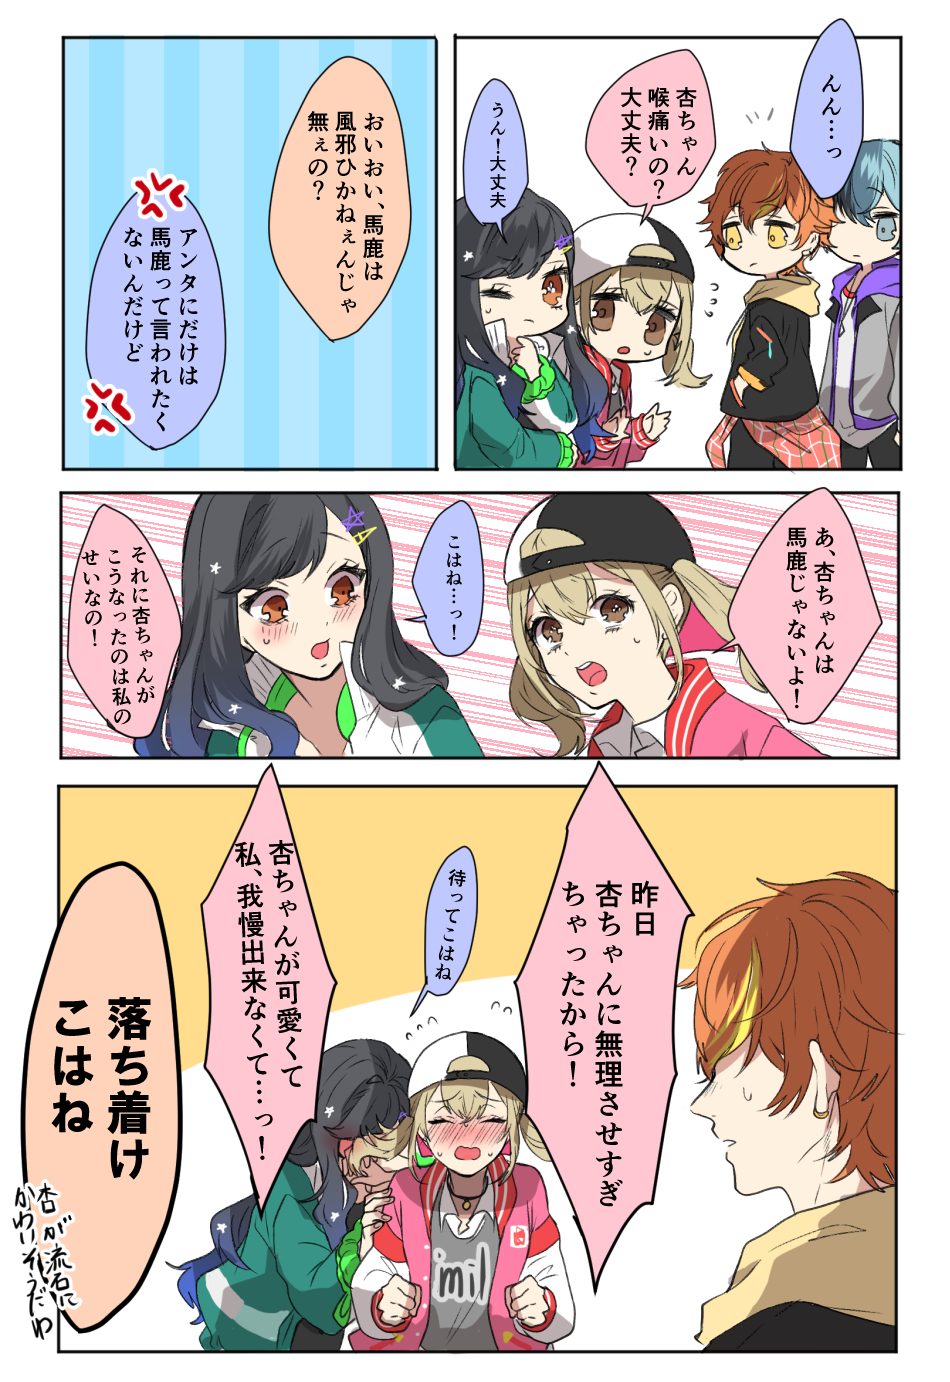 んん…っ
杏ちゃん
喉痛いの？
大丈夫？
うん！大丈夫
おいおい、馬鹿は
風邪ひかねぇんじゃ
無ぇの？
アンタにだけは
馬鹿って言われたく
ないんだけど
あ、杏ちゃんは
馬鹿じゃないよ！
こはね…っ！
それに杏ちゃんが
こうなったのは私の
せいなの！
昨日
杏ちゃんに無理させすぎ
ちゃったから！
待ってこはね
杏ちゃんが可愛くて
私、我慢出来なくて…っ！
落ち着け
こはね
杏が流石に
かわいそうだわ
mil